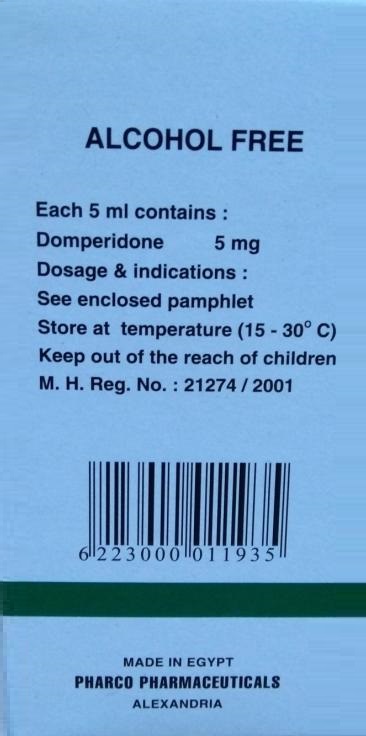 ALCOHOL FREE
Each 5 ml contains :
Domperidone 5 mg
Dosage & indications :
See enclosed pamphlet
Store at temperature (15 - 30° C)
Keep out of the reach of children
M. H. Reg. No. : 21274 / 2001
6 223000 011935
MADE IN EGYPT
PHARCO PHARMACEUTICALS
ALEXANDRIA